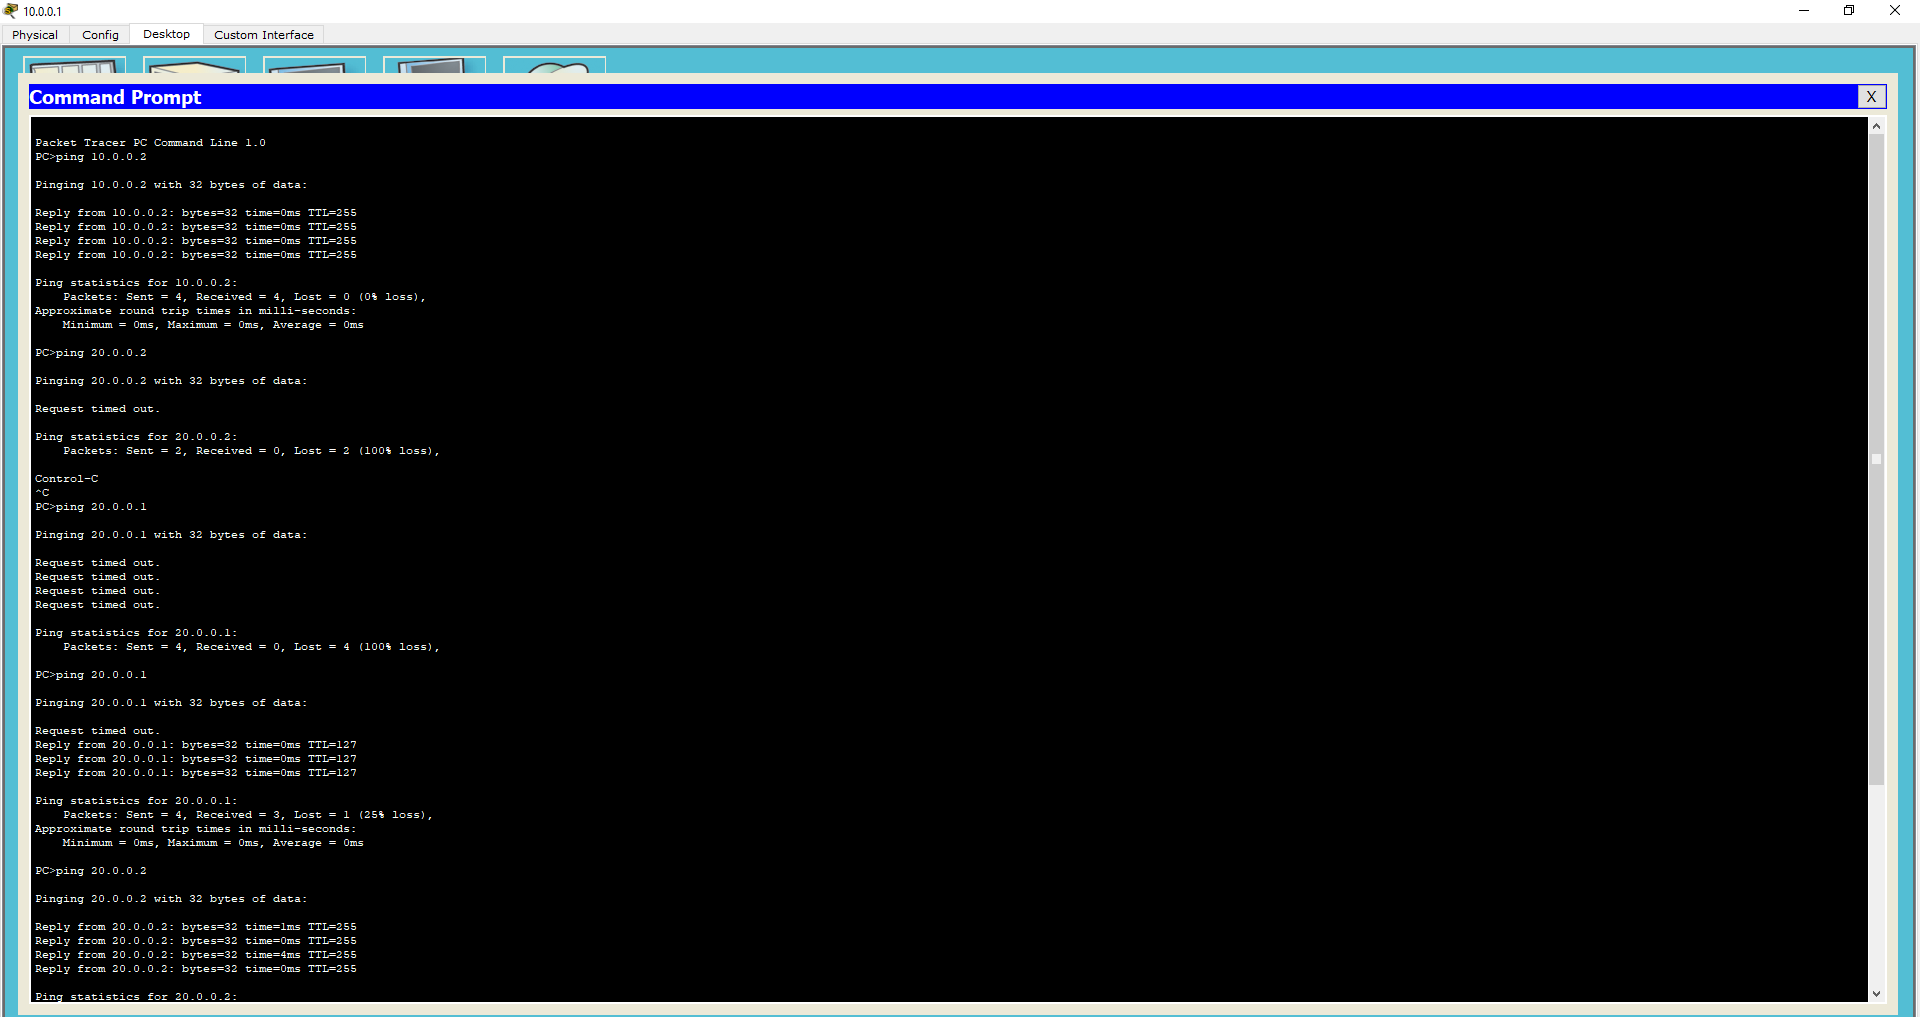 10.0.0.1
Physical Config Desktop Custom Interface
Command Prompt X
Packet Tracer PC Command Line 1.0
PC>ping 10.0.0.2
Pinging 10.0.0.2 with 32 bytes of data:
Reply from 10.0.0.2: bytes=32 time=0ms TTL=255
Reply from 10.0.0.2: bytes=32 time=0ms TTL=255
Reply from 10.0.0.2: bytes=32 time=0ms TTL=255
Reply from 10.0.0.2: bytes=32 time=0ms TTL=255
Ping statistics for 10.0.0.2:
Packets: Sent = 4, Received = 4, Lost = 0 (0% loss),
Approximate round trip times in milli-seconds:
Minimum = 0ms, Maximum = 0ms, Average = 0ms
PC>ping 20.0.0.2
Pinging 20.0.0.2 with 32 bytes of data:
Request timed out.
Ping statistics for 20.0.0.2:
Packets: Sent = 2, Received = 0, Lost = 2 (100% loss),
Control-C
^C
PC>ping 20.0.0.1
Pinging 20.0.0.1 with 32 bytes of data:
Request timed out.
Request timed out.
Request timed out.
Request timed out.
Ping statistics for 20.0.0.1:
Packets: Sent = 4, Received = 0, Lost = 4 (100% loss),
PC>ping 20.0.0.1
Pinging 20.0.0.1 with 32 bytes of data:
Request timed out.
Reply from 20.0.0.1: bytes=32 time=0ms TTL=127
Reply from 20.0.0.1: bytes=32 time=0ms TTL=127
Reply from 20.0.0.1: bytes=32 time=0ms TTL=127
Ping statistics for 20.0.0.1:
Packets: Sent = 4, Received = 3, Lost = 1 (25% loss),
Approximate round trip times in milli-seconds:
Minimum = 0ms, Maximum = 0ms, Average = 0ms
PC>ping 20.0.0.2
Pinging 20.0.0.2 with 32 bytes of data:
Reply from 20.0.0.2: bytes=32 time=1ms TTL=255
Reply from 20.0.0.2: bytes=32 time=0ms TTL=255
Reply from 20.0.0.2: bytes=32 time=4ms TTL=255
Reply from 20.0.0.2: bytes=32 time=0ms TTL=255
Ping statistics for 20.0.0.2: